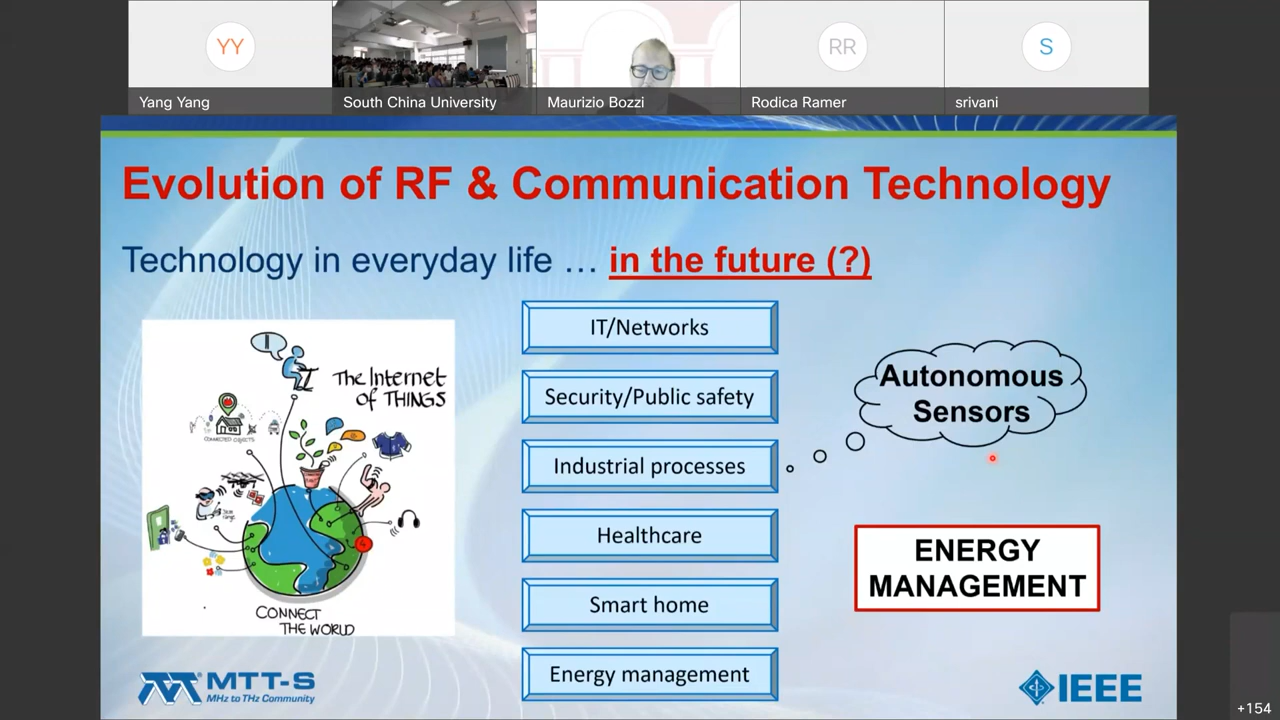 YY
Yang Yang
South China University
Maurizio Bozzi
RR
Rodica Ramer
S
srivani
Evolution of RF & Communication Technology
Technology in everyday life … in the future (?)
The Internet
of THINGS
CONNECTED OBJECTS
CONNECT
THE WORLD
IT/Networks
Security/Public safety
Industrial processes
Healthcare
Smart home
Energy management
Autonomous
Sensors
ENERGY
MANAGEMENT
MTT-S
MHz to THz Community
IEEE
+154